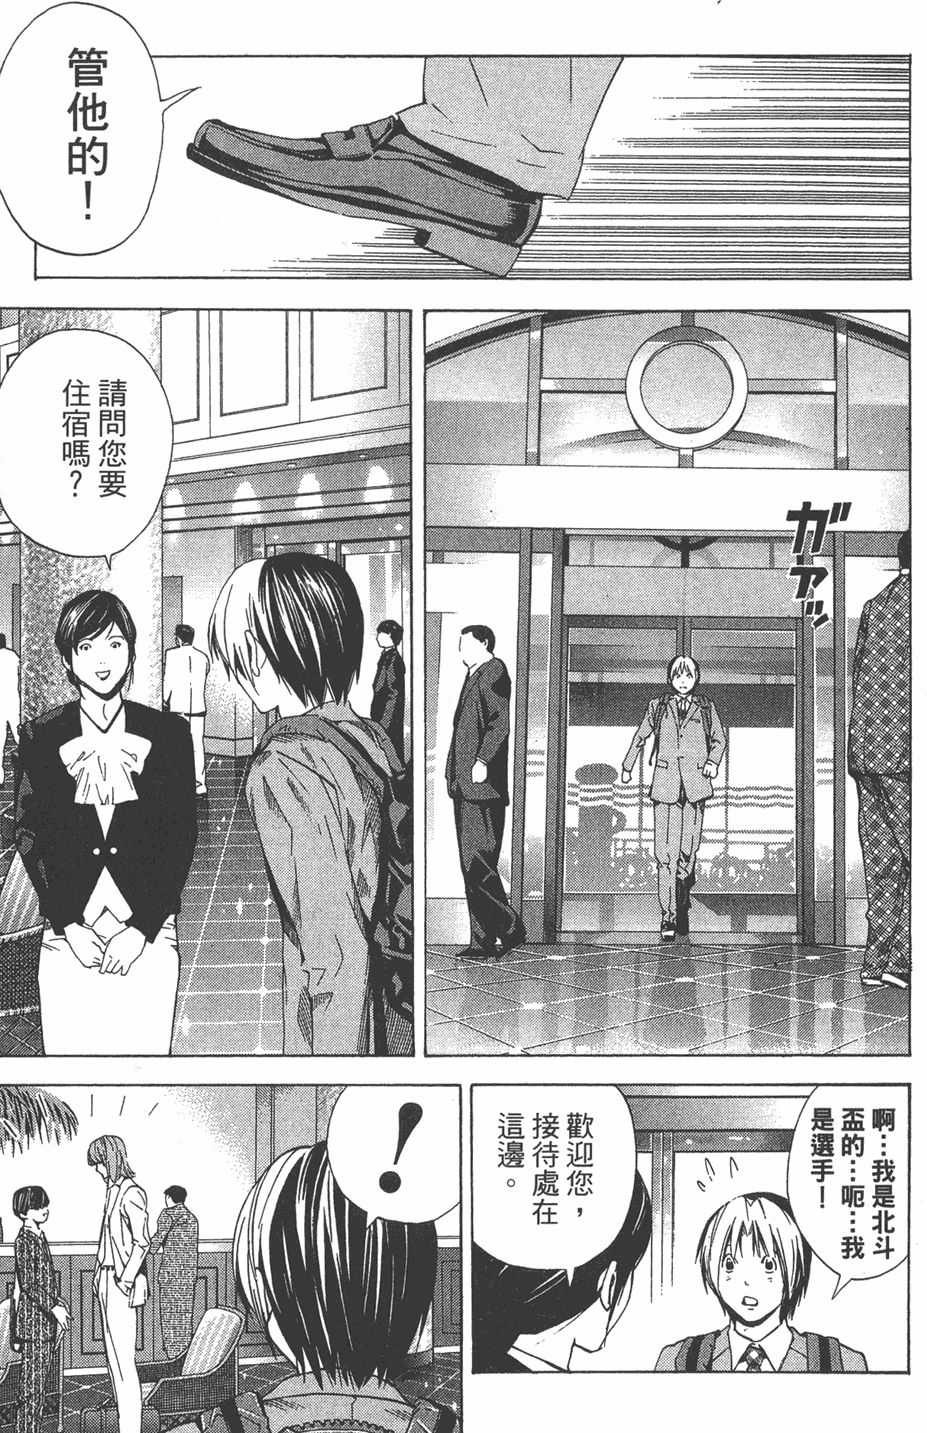 管他的！
ガァッ
請問您要
住宿嗎？
啊…我是北斗
盃的…呃…我
是選手！
歡迎您，
接待處在
這邊。
！